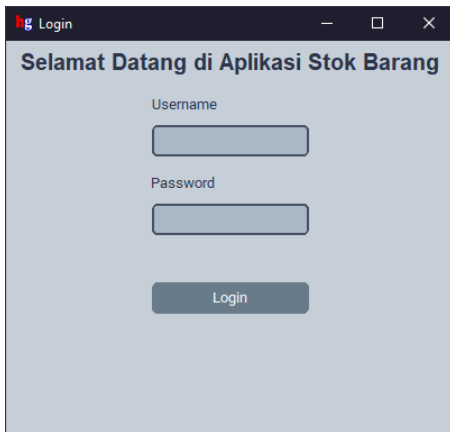 hg Login
Selamat Datang di Aplikasi Stok Barang
Username
Password
Login